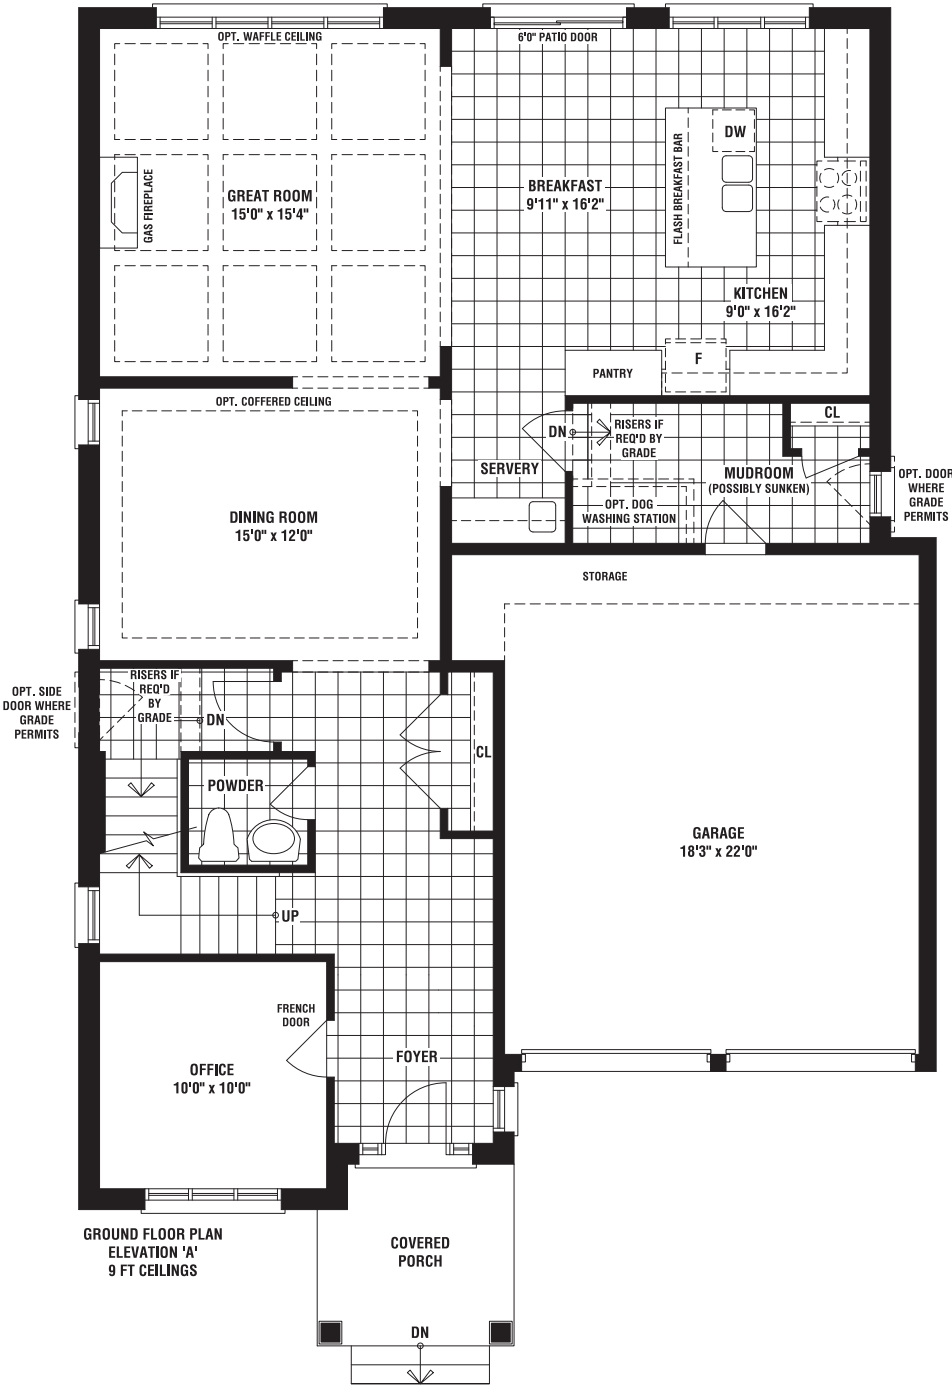 OPT. WAFFLE CEILING
6'0" PATIO DOOR
DW
FLASH BREAKFAST BAR
GAS FIREPLACE
GREAT ROOM
15'0" x 15'4"
BREAKFAST
9'11" x 16'2"
KITCHEN
9'0" x 16'2"
F
PANTRY
OPT. COFFERED CEILING
CL
DN
RISERS IF
REQ'D BY
GRADE
SERVERY
MUDROOM
(POSSIBLY SUNKEN)
OPT. DOOR
WHERE
GRADE
PERMITS
OPT. DOG
WASHING STATION
DINING ROOM
15'0" x 12'0"
STORAGE
OPT. SIDE
DOOR WHERE
GRADE
PERMITS
RISERS IF
REQ'D
BY
GRADE
DN
CL
POWDER
GARAGE
18'3" x 22'0"
UP
FRENCH
DOOR
FOYER
OFFICE
10'0" x 10'0"
GROUND FLOOR PLAN
ELEVATION 'A'
9 FT CEILINGS
COVERED
PORCH
DN